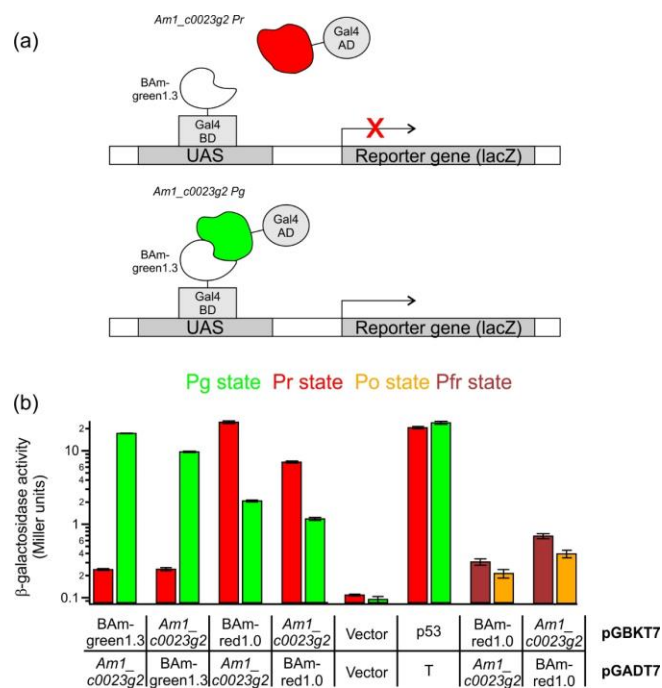 (a)
Am1_c0023g2 Pr
Gal4
AD
BAm-
green1.3
Gal4
BD
X
UAS
Reporter gene (lacZ)
Am1_c0023g2 Pg
Gal4
AD
BAm-
green1.3
Gal4
BD
UAS
Reporter gene (lacZ)
Pg state Pr state Po state Pfr state
(b)
β-galactosidase activity
(Miller units)
2
10
6
4
2
1
6
4
2
0.1
BAm-
green1.3
Am1_
c0023g2
BAm-
red1.0
Am1_
c0023g2
Vector
p53
BAm-
red1.0
Am1_
c0023g2
pGBKT7
Am1_
c0023g2
BAm-
green1.3
Am1_
c0023g2
BAm-
red1.0
Vector
T
Am1_
c0023g2
BAm-
red1.0
pGADT7